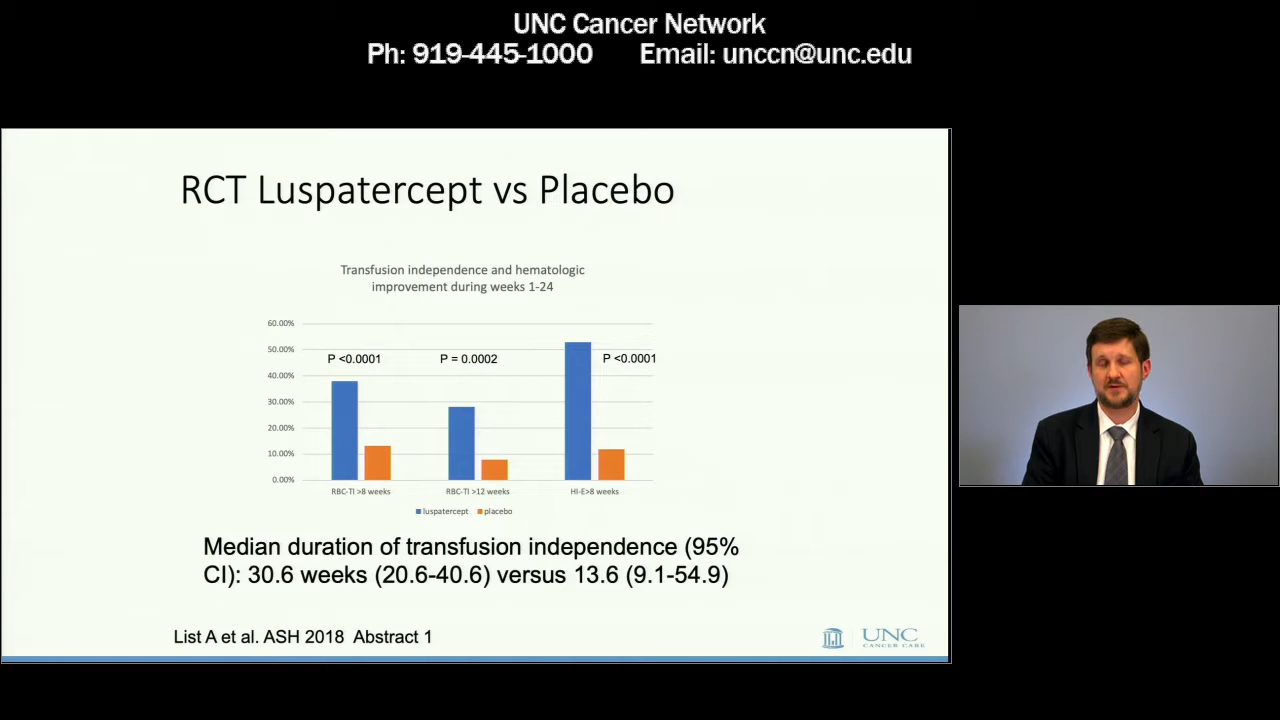 UNC Cancer Network
Ph: 919-445-1000 Email: unccn@unc.edu
RCT Luspatercept vs Placebo
Transfusion independence and hematologic
improvement during weeks 1-24
60.00%
50.00%
40.00%
30.00%
20.00%
10.00%
0.00%
P <0.0001
P = 0.0002
P <0.0001
RBC-TI >8 weeks
RBC-TI >12 weeks
HI-E>8 weeks
luspatercept
placebo
Median duration of transfusion independence (95%
CI): 30.6 weeks (20.6-40.6) versus 13.6 (9.1-54.9)
List A et al. ASH 2018 Abstract 1
UNC
CANCER CARE